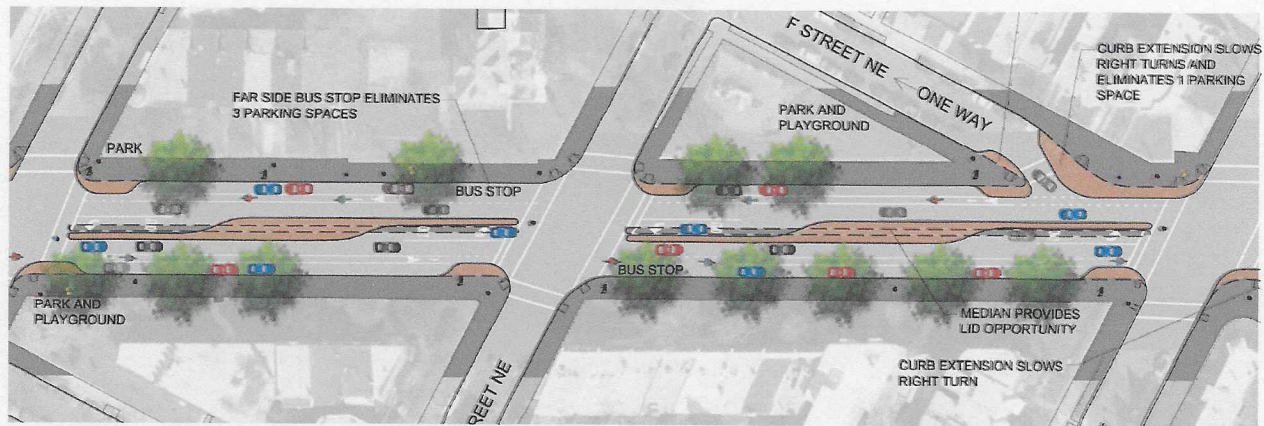 F STREET NE
ONE WAY
CURB EXTENSION SLOWS
RIGHT TURNS AND
ELIMINATES 1 PARKING
SPACE
FAR SIDE BUS STOP ELIMINATES
3 PARKING SPACES
PARK AND
PLAYGROUND
PARK
BUS STOP
BUS STOP
PARK AND
PLAYGROUND
MEDIAN PROVIDES
LID OPPORTUNITY
CURB EXTENSION SLOWS
RIGHT TURN
REET NE